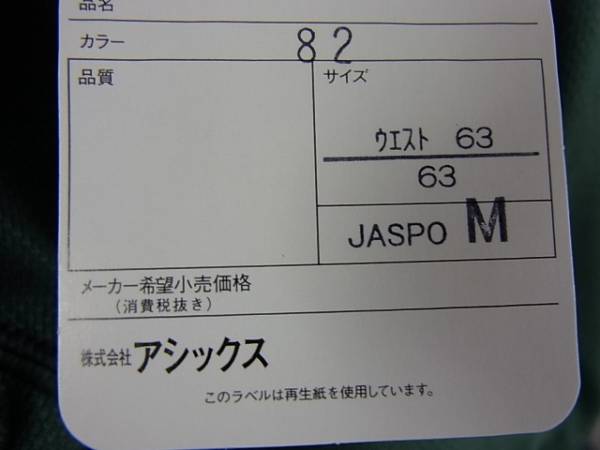 品名
カラー 82
品質
サイズ
ウエスト 63
63
JASPO M
メーカー希望小売価格
(消費税抜き)
株式会社 アシックス
このラベルは再生紙を使用しています。